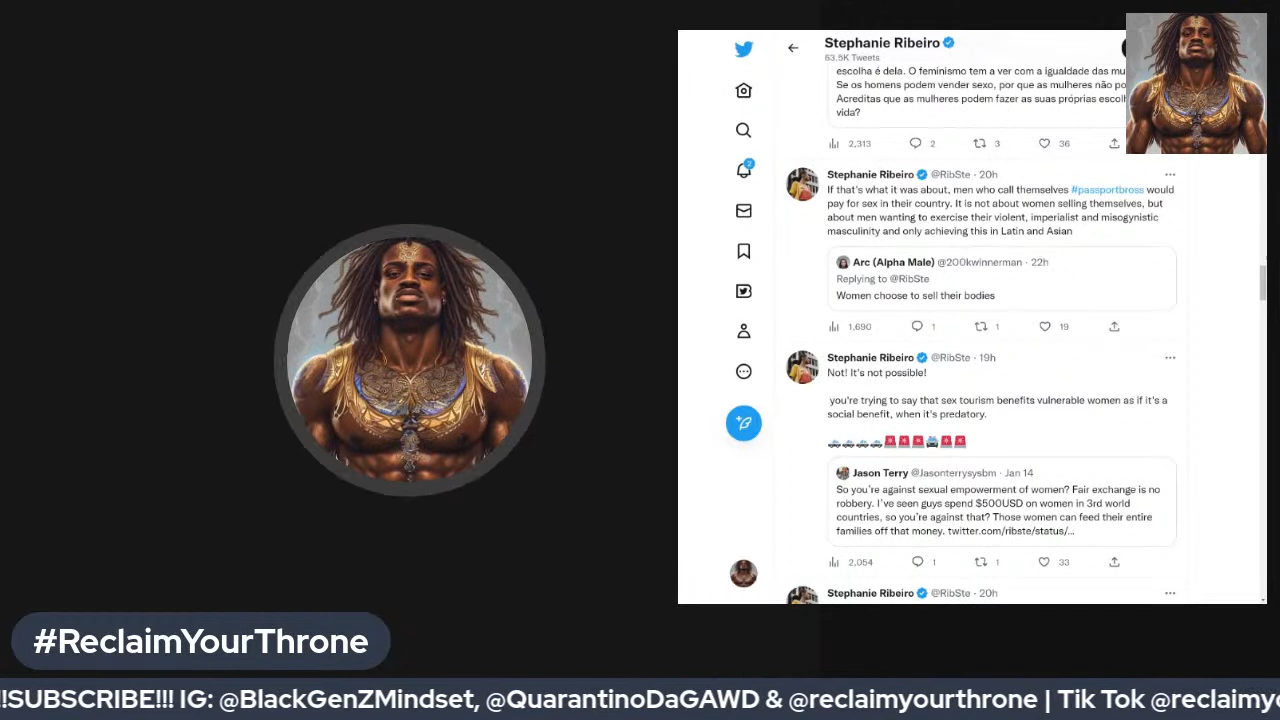 Stephanie Ribeiro
63.5K Tweets
escolha é dela. O feminismo tem a ver com a igualdade das mu
Se os homens podem vender sexo, por que as mulheres não po
Acreditas que as mulheres podem fazer as suas próprias escolh
vida?
2,313 2 3 36
Stephanie Ribeiro @RibSte · 20h
If that's what it was about, men who call themselves #passportbross would
pay for sex in their country. It is not about women selling themselves, but
about men wanting to exercise their violent, imperialist and misogynistic
masculinity and only achieving this in Latin and Asian
Arc (Alpha Male) @200kwinnerman · 22h
Replying to @RibSte
Women choose to sell their bodies
1,690 1 1 19
Stephanie Ribeiro @RibSte · 19h
Not! It's not possible!
you're trying to say that sex tourism benefits vulnerable women as if it's a
social benefit, when it's predatory.
Jason Terry @Jasonterrysysbm · Jan 14
So you're against sexual empowerment of women? Fair exchange is no
robbery. I've seen guys spend $500USD on women in 3rd world
countries, so you're against that? Those women can feed their entire
families off that money. twitter.com/ribste/status/...
2,054 1 1 33
Stephanie Ribeiro @RibSte · 20h
2
#ReclaimYourThrone
!!SUBSCRIBE!!! IG: @BlackGenZMindset, @QuarantinoDaGAWD & @reclaimyourthrone | Tik Tok @reclaimyo